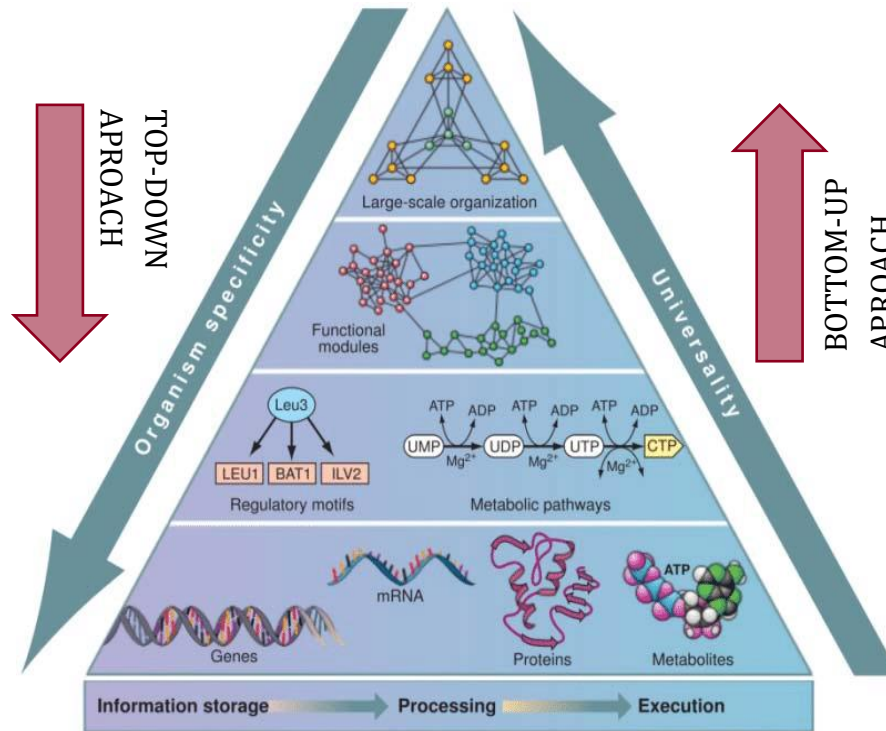 TOP-DOWN
APROACH
BOTTOM-UP
APROACH
Organism specificity
Universality
Large-scale organization
Functional
modules
Leu3
LEU1 BAT1 ILV2
Regulatory motifs
ATP ADP ATP ADP ATP ADP
UMP UDP UTP CTP
Mg²⁺ Mg²⁺ Mg²⁺
Metabolic pathways
mRNA
ATP
Genes
Proteins
Metabolites
Information storage Processing Execution